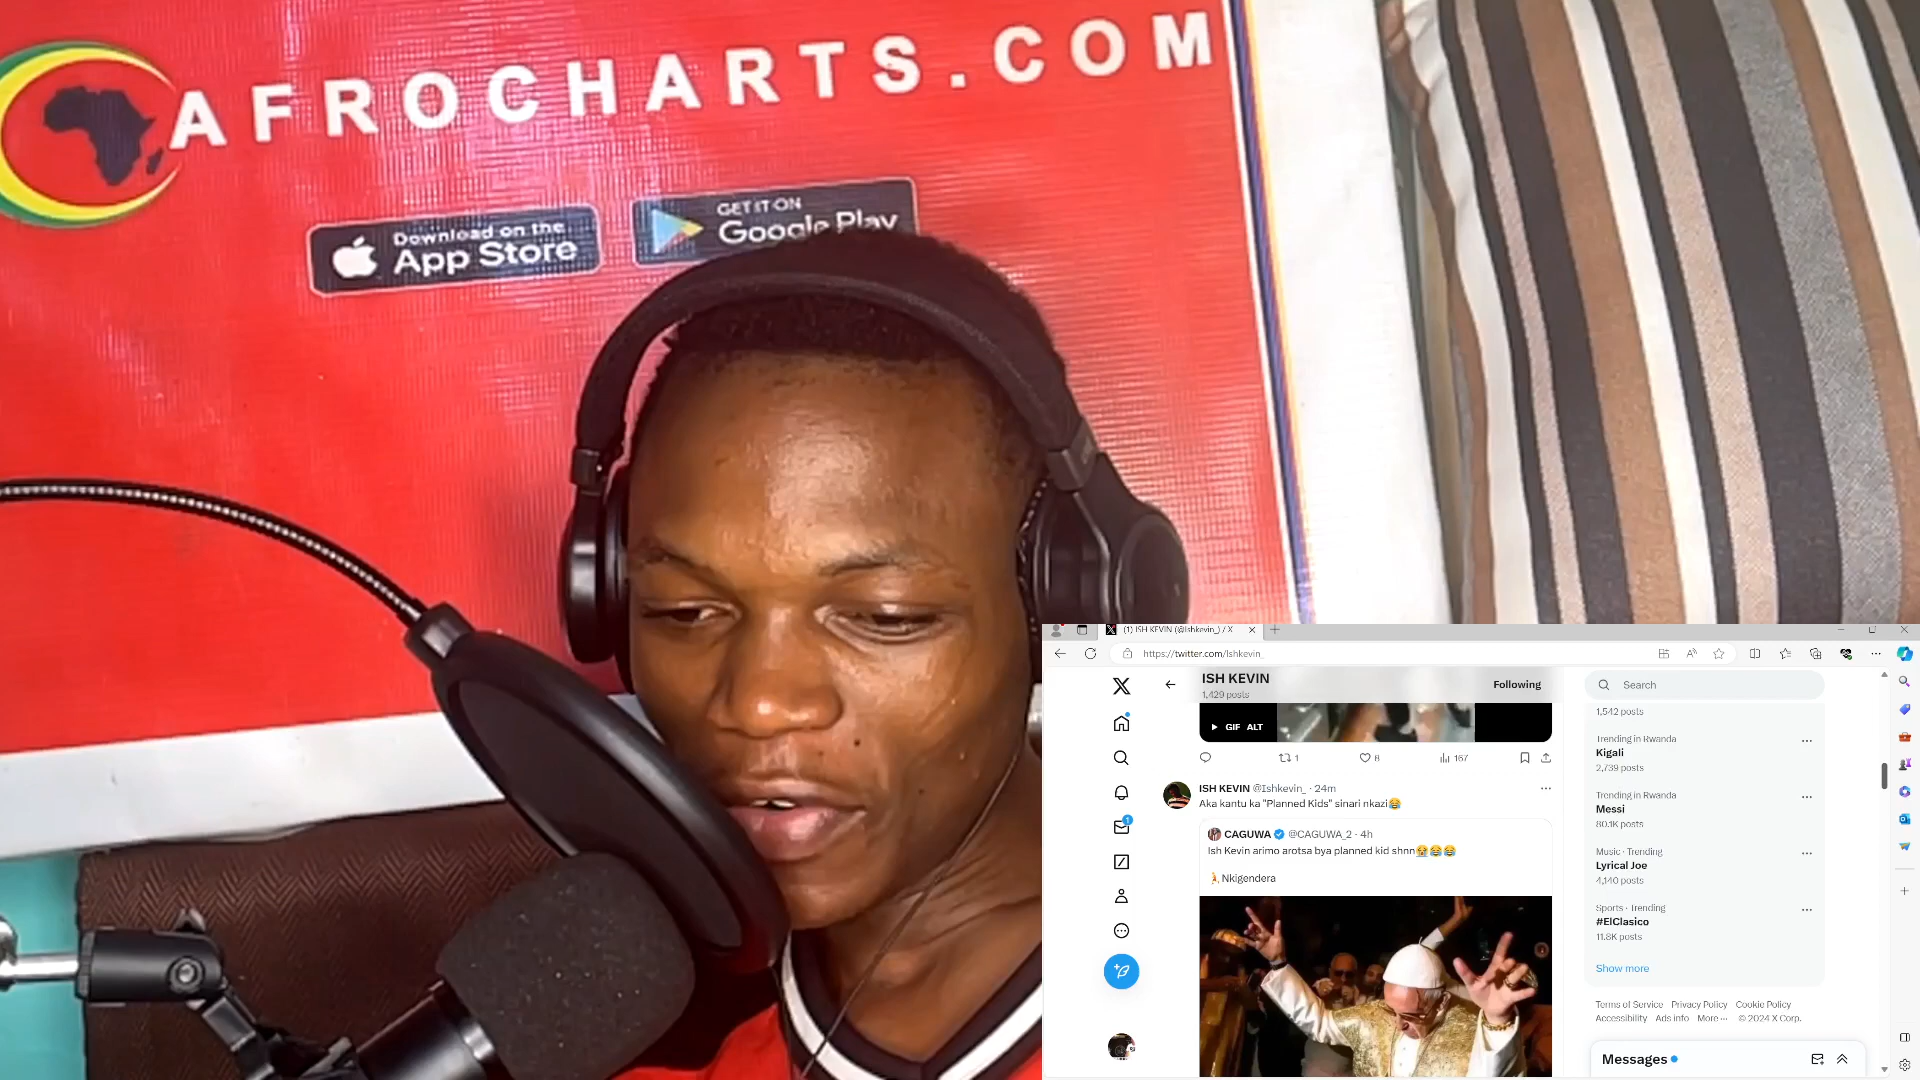 AFROCHARTS.COM
Download on the
App Store
GET IT ON
Google Play
(1) ISH KEVIN (@Ishkevin_) / X
https://twitter.com/Ishkevin_
ISH KEVIN
1,429 posts
Following
Search
GIF ALT
1
8
167
ISH KEVIN @Ishkevin_ · 24m
Aka kantu ka "Planned Kids" sinari nkazi😂
CAGUWA @CAGUWA_2 · 4h
Ish Kevin arimo arotsa bya planned kid shnn😭😂😂
Nkigendera
1,542 posts
Trending in Rwanda
Kigali
2,739 posts
Trending in Rwanda
Messi
80.1K posts
Music · Trending
Lyrical Joe
4,140 posts
Sports · Trending
#ElClasico
11.8K posts
Show more
Terms of Service Privacy Policy Cookie Policy
Accessibility Ads info More ··· © 2024 X Corp.
1
Messages